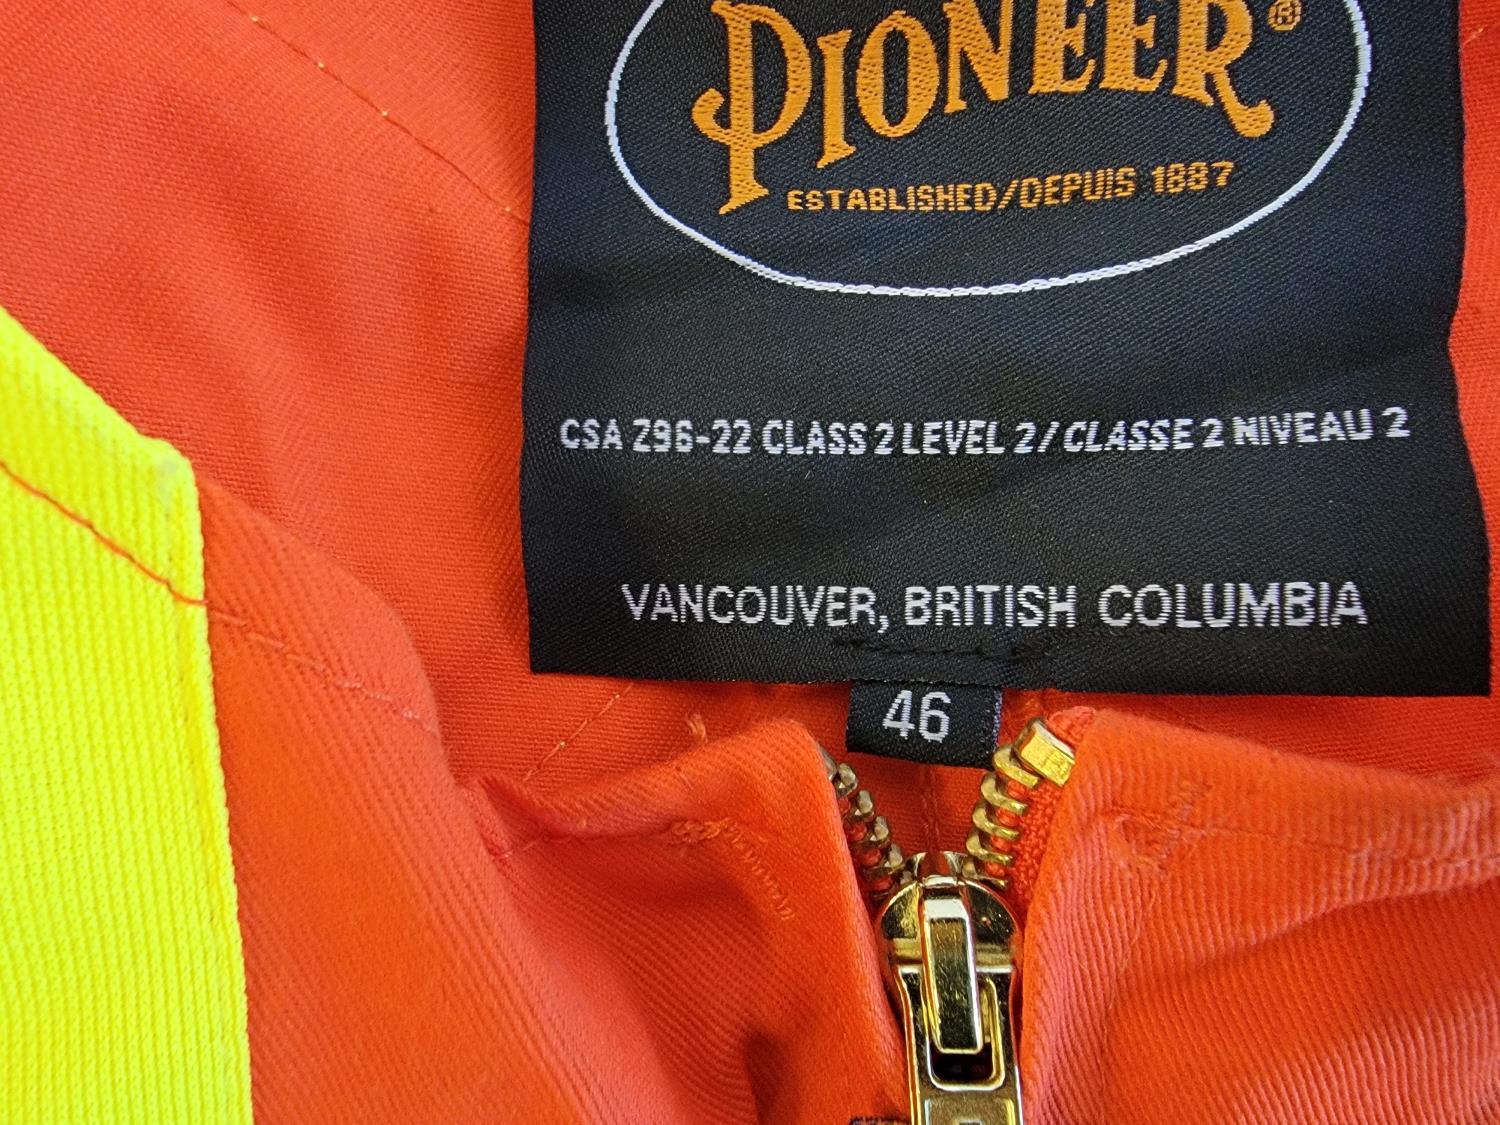 PIONEER®
ESTABLISHED/DEPUIS 1887
CSA Z96-22 CLASS 2 LEVEL 2/CLASSE 2 NIVEAU 2
VANCOUVER, BRITISH COLUMBIA
46